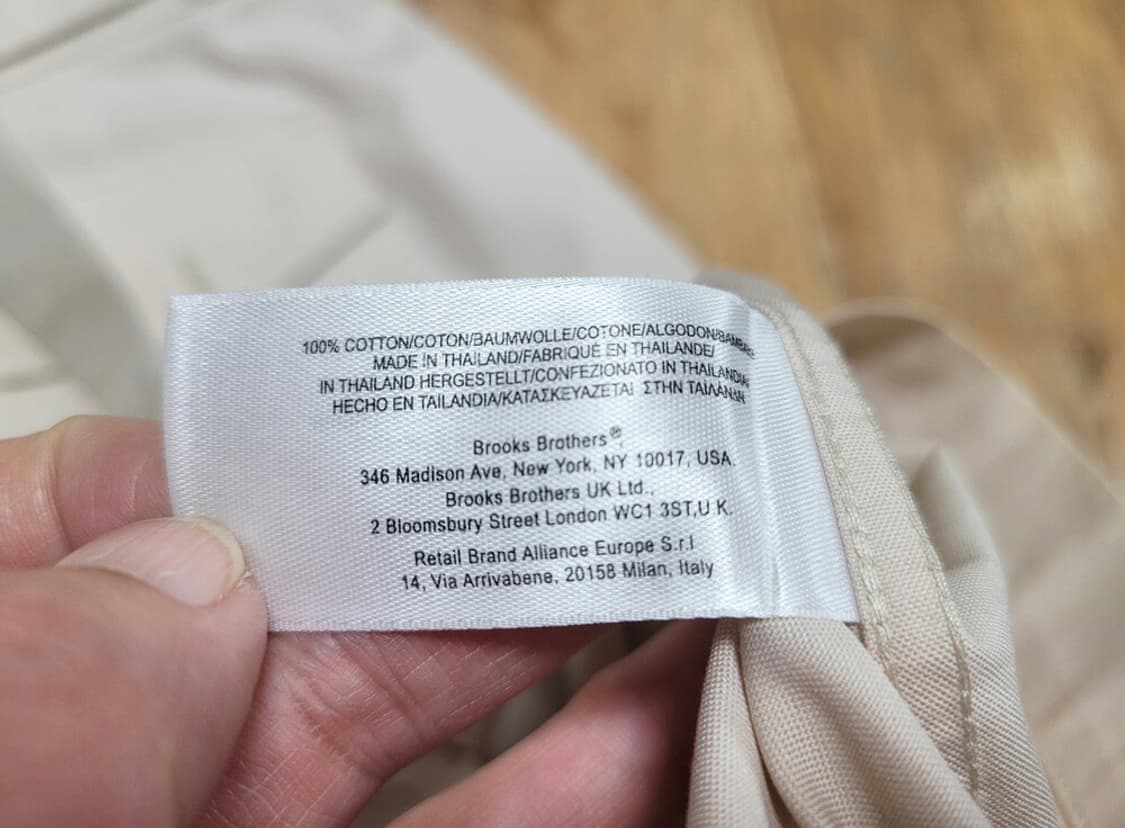 100% COTTON/COTON/BAUMWOLLE/COTONE/ALGODON/
MADE IN THAILAND/FABRIQUÉ EN THAILANDE/
IN THAILAND HERGESTELLT/CONFEZIONATO IN THAILANDIA/
HECHO EN TAILANDIA/ΚΑΤΑΣΚΕΥΑΖΕΤΑΙ ΣΤΗΝ
Brooks Brothers®,
346 Madison Ave, New York, NY 10017, USA.
Brooks Brothers UK Ltd.,
2 Bloomsbury Street London WC1 3ST,U.K.
Retail Brand Alliance Europe S.r.l
14, Via Arrivabene, 20158 Milan, Italy